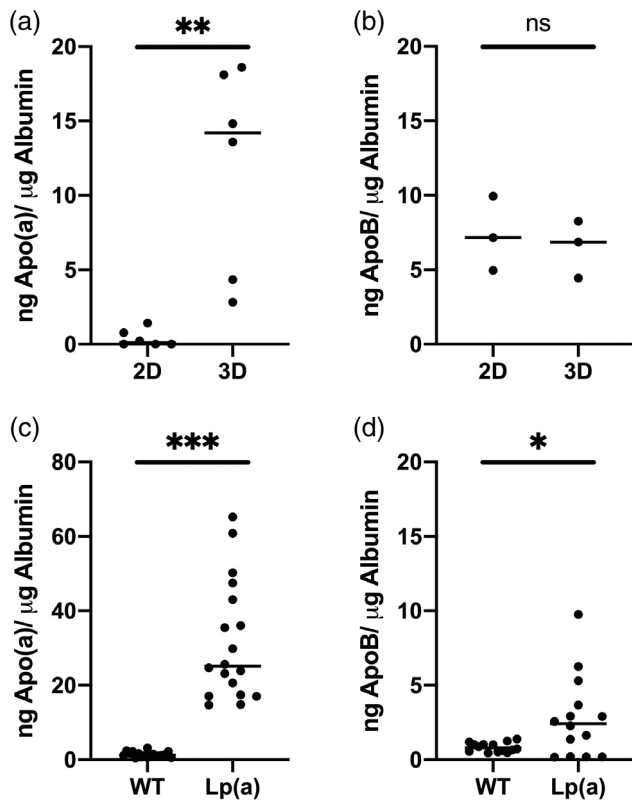 (a)
**
20
15
10
5
0
ng Apo(a)/ μg Albumin
2D 3D
(b)
ns
20
15
10
5
0
ng ApoB/ μg Albumin
2D 3D
(c)
***
80
60
40
20
0
ng Apo(a)/ μg Albumin
WT Lp(a)
(d)
*
20
15
10
5
0
ng ApoB/ μg Albumin
WT Lp(a)